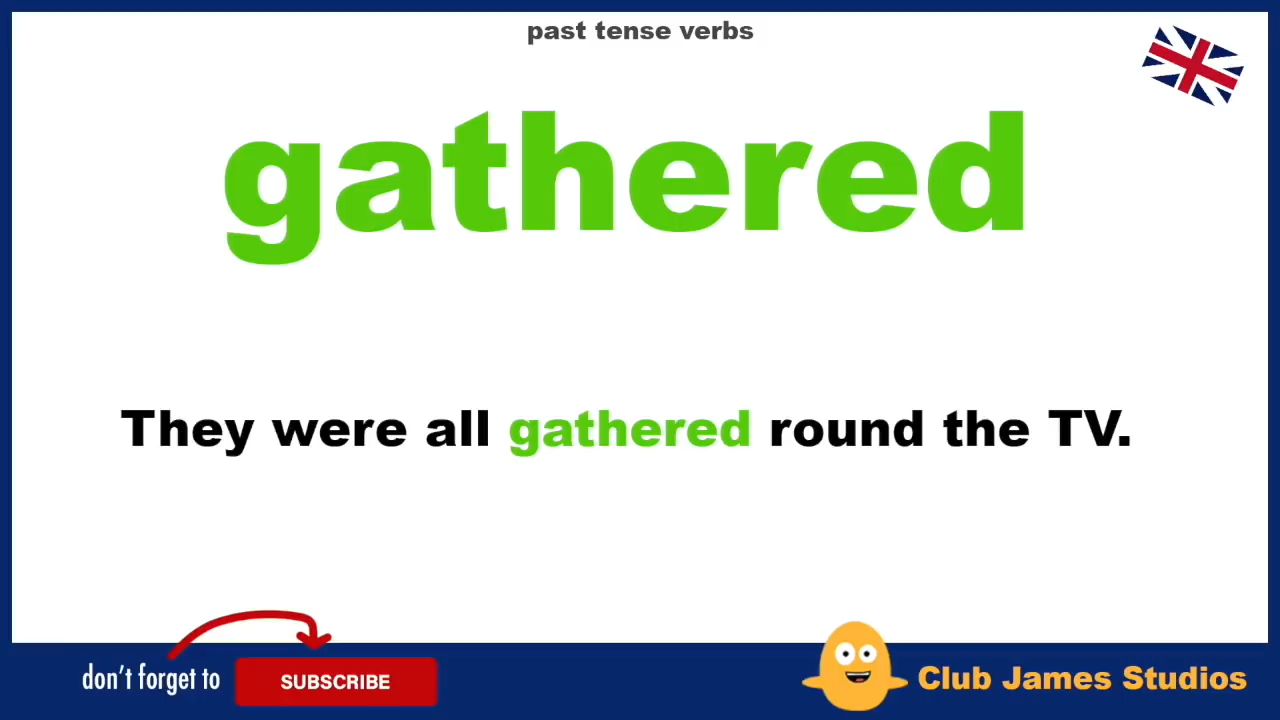 past tense verbs
gathered
They were all gathered round the TV.
don't forget to
SUBSCRIBE
Club James Studios